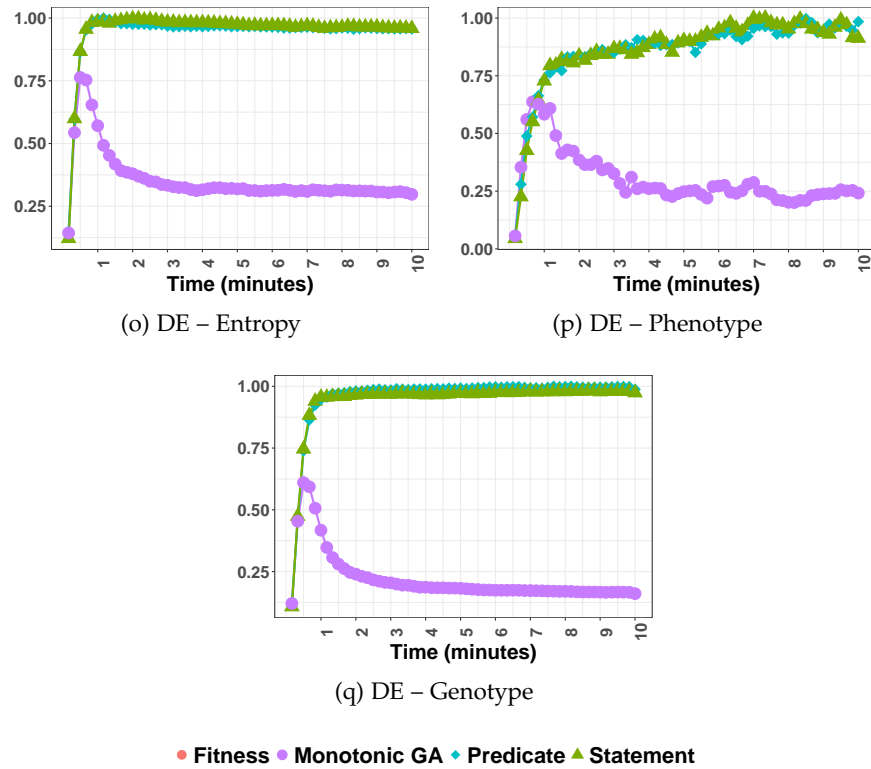 1.00
0.75
0.50
0.25
1 2 3 4 5 6 7 8 9 10
Time (minutes)
(o) DE – Entropy
1.00
0.75
0.50
0.25
0.00
1 2 3 4 5 6 7 8 9 10
Time (minutes)
(p) DE – Phenotype
1.00
0.75
0.50
0.25
1 2 3 4 5 6 7 8 9 10
Time (minutes)
(q) DE – Genotype
Fitness Monotonic GA Predicate Statement